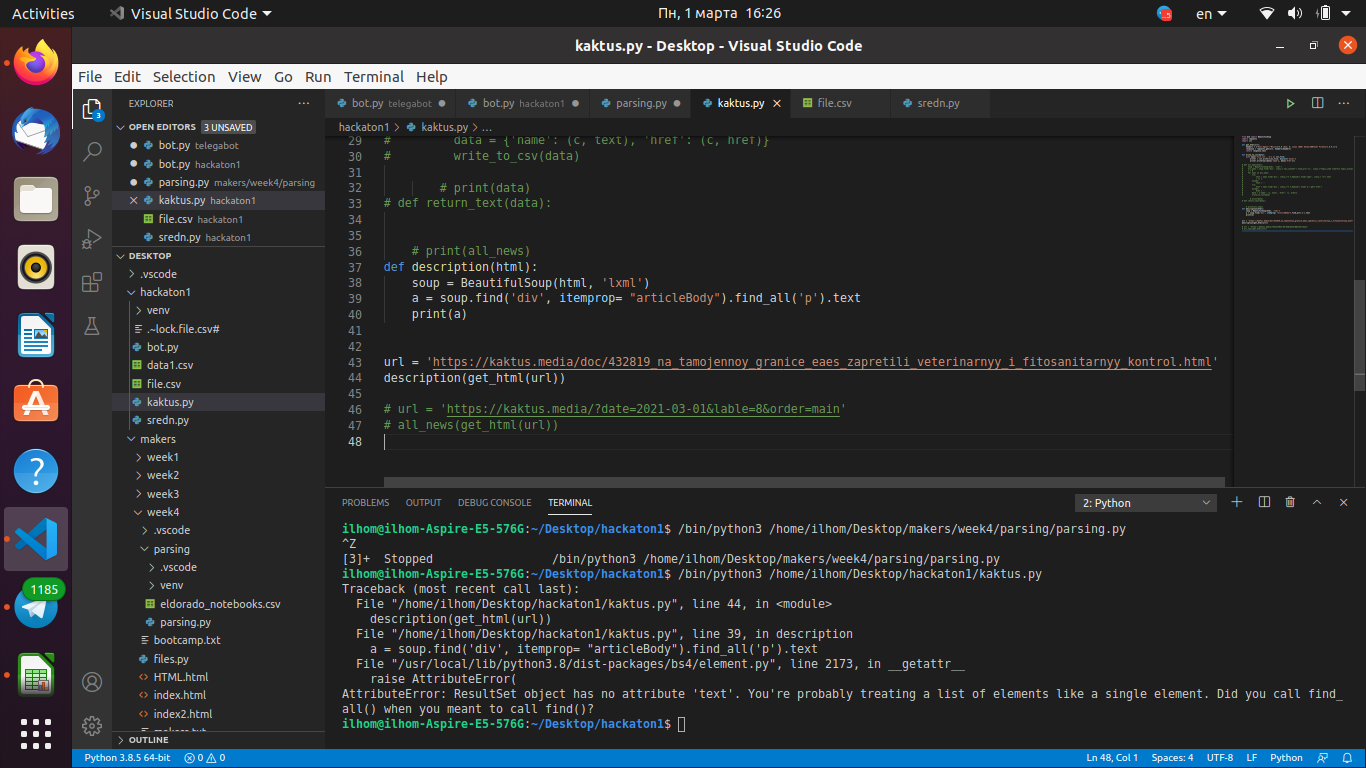 Activities
Visual Studio Code
Пн, 1 марта 16:26
en
kaktus.py - Desktop - Visual Studio Code
File Edit Selection View Go Run Terminal Help
3
EXPLORER
OPEN EDITORS 3 UNSAVED
bot.py telegabot
bot.py hackaton1
parsing.py makers/week4/parsing
kaktus.py hackaton1
file.csv hackaton1
sredn.py hackaton1
DESKTOP
.vscode
hackaton1
venv
.~lock.file.csv#
bot.py
data1.csv
file.csv
kaktus.py
sredn.py
makers
week1
week2
week3
week4
.vscode
parsing
.vscode
venv
eldorado_notebooks.csv
parsing.py
bootcamp.txt
files.py
HTML.html
index.html
index2.html
makers.txt
OUTLINE
1185
bot.py telegabot
bot.py hackaton1
parsing.py
kaktus.py
file.csv
sredn.py
hackaton1 > kaktus.py > ...
29 # data = {'name': (c, text), 'href': (c, href)}
30 # write_to_csv(data)
31
32 # print(data)
33 # def return_text(data):
34
35
36 # print(all_news)
37 def description(html):
38 soup = BeautifulSoup(html, 'lxml')
39 a = soup.find('div', itemprop= "articleBody").find_all('p').text
40 print(a)
41
42
43 url = 'https://kaktus.media/doc/432819_na_tamojennoy_granice_eaes_zapretili_veterinarnyy_i_fitosanitarnyy_kontrol.html'
44 description(get_html(url))
45
46 # url = 'https://kaktus.media/?date=2021-03-01&lable=8&order=main'
47 # all_news(get_html(url))
48
PROBLEMS OUTPUT DEBUG CONSOLE TERMINAL
2: Python
ilhom@ilhom-Aspire-E5-576G:~/Desktop/hackaton1$ /bin/python3 /home/ilhom/Desktop/makers/week4/parsing/parsing.py
^Z
[3]+ Stopped /bin/python3 /home/ilhom/Desktop/makers/week4/parsing/parsing.py
ilhom@ilhom-Aspire-E5-576G:~/Desktop/hackaton1$ /bin/python3 /home/ilhom/Desktop/hackaton1/kaktus.py
Traceback (most recent call last):
File "/home/ilhom/Desktop/hackaton1/kaktus.py", line 44, in <module>
description(get_html(url))
File "/home/ilhom/Desktop/hackaton1/kaktus.py", line 39, in description
a = soup.find('div', itemprop= "articleBody").find_all('p').text
File "/usr/local/lib/python3.8/dist-packages/bs4/element.py", line 2173, in __getattr__
raise AttributeError(
AttributeError: ResultSet object has no attribute 'text'. You're probably treating a list of elements like a single element. Did you call find_
all() when you meant to call find()?
ilhom@ilhom-Aspire-E5-576G:~/Desktop/hackaton1$
Python 3.8.5 64-bit
0 0
Ln 48, Col 1
Spaces: 4
UTF-8
LF
Python